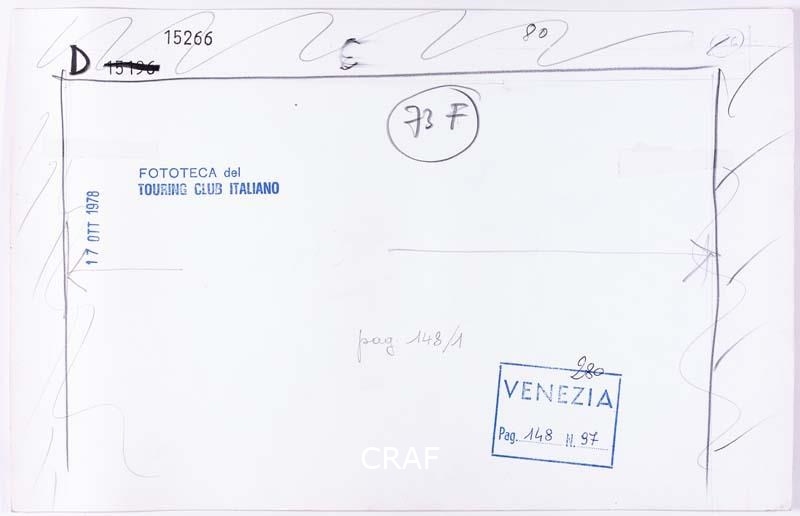 15266
80
D 15196
73 F
FOTOTECA del
TOURING CLUB ITALIANO
17 OTT 1978
pag. 148/1
280
VENEZIA
Pag. 148 N. 97
CRAF